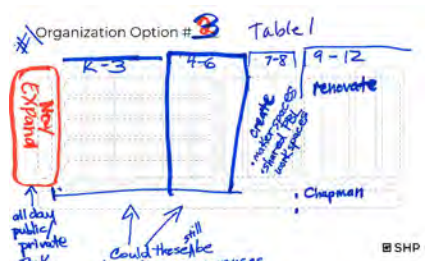 #1 Organization Option # 3
Table 1
K-3
4-6
7-8
9-12
New
EXPand
create
• maker spaces
• shared PBL
workspaces
renovate
: Chapman
all day
public/
private
still
Could these be
SHP